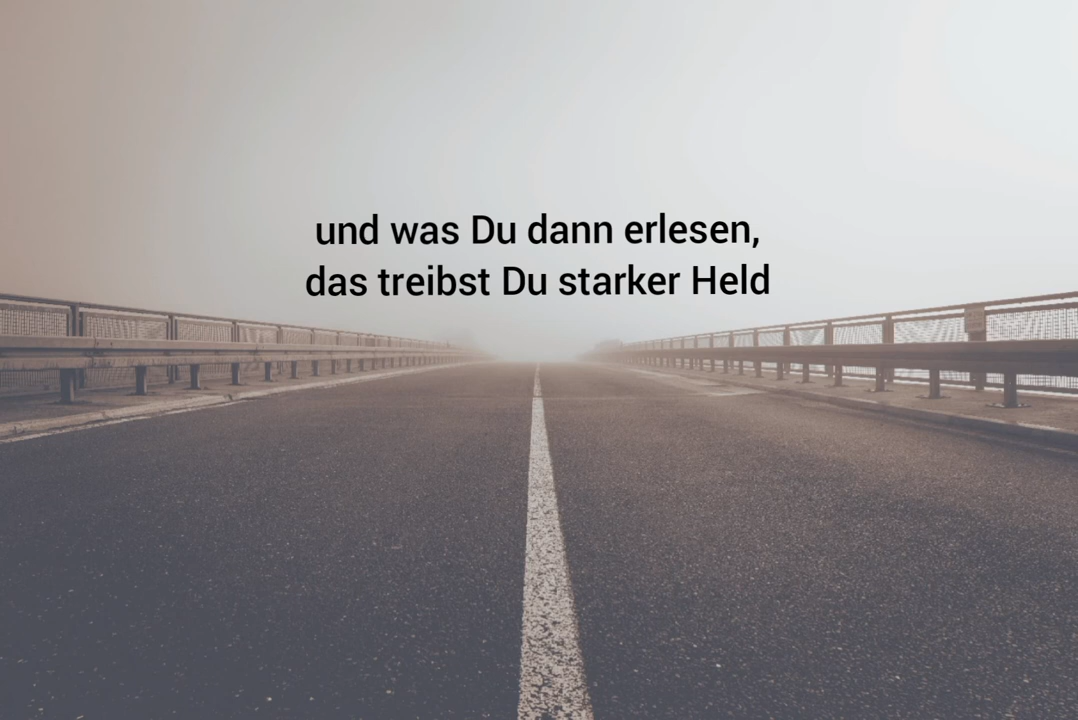 und was Du dann erlesen,
das treibst Du starker Held